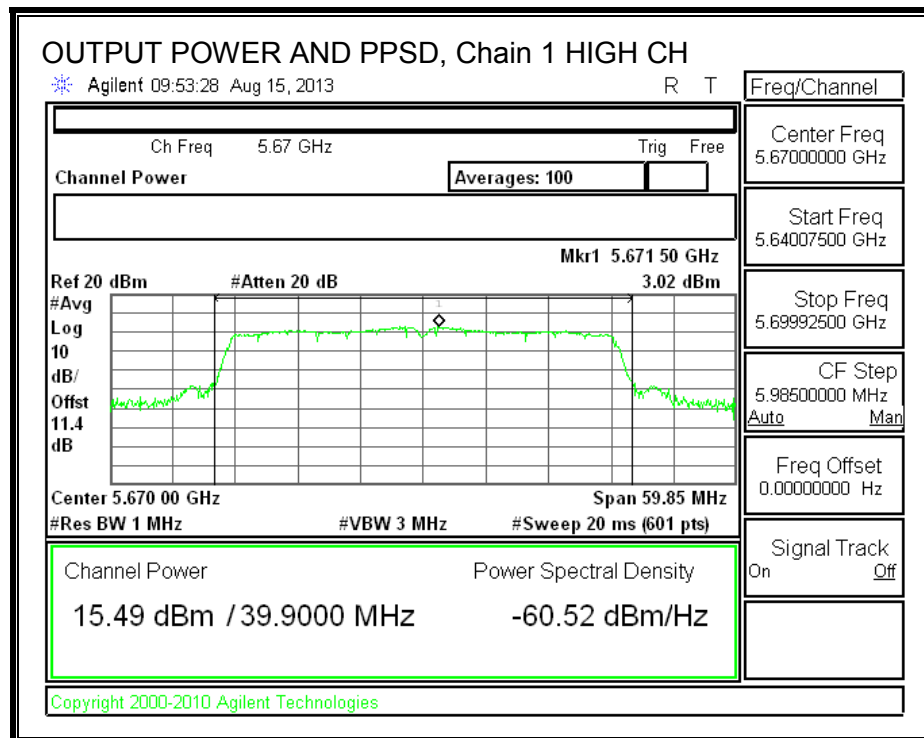 OUTPUT POWER AND PPSD, Chain 1 HIGH CH
Agilent 09:53:28 Aug 15, 2013 R T
Freq/Channel
Ch Freq 5.67 GHz Trig Free
Channel Power Averages: 100
Mkr1 5.671 50 GHz
Ref 20 dBm #Atten 20 dB 3.02 dBm
#Avg
Log
10
dB/
Offst
11.4
dB
1
Center 5.670 00 GHz Span 59.85 MHz
#Res BW 1 MHz #VBW 3 MHz #Sweep 20 ms (601 pts)
Channel Power Power Spectral Density
15.49 dBm / 39.9000 MHz -60.52 dBm/Hz
Center Freq
5.67000000 GHz
Start Freq
5.64007500 GHz
Stop Freq
5.69992500 GHz
CF Step
5.98500000 MHz
Auto Man
Freq Offset
0.00000000 Hz
Signal Track
On Off
Copyright 2000-2010 Agilent Technologies